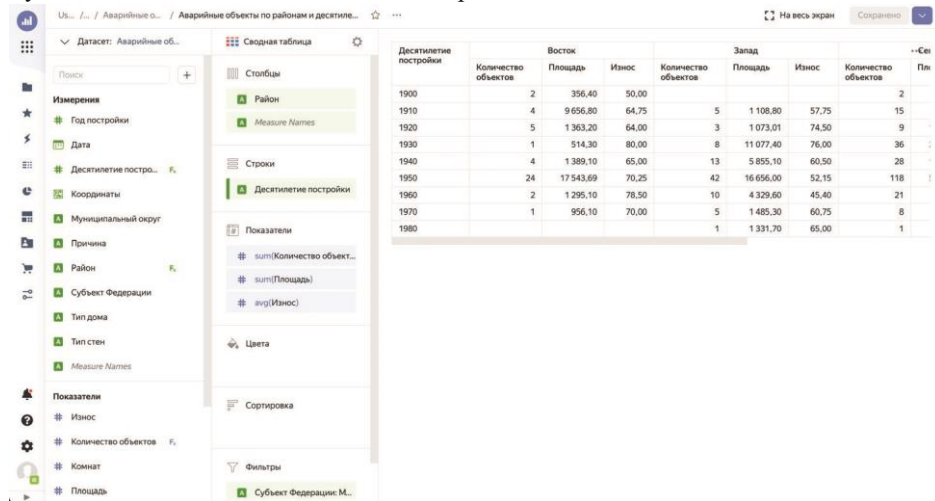 Us... /... / Аварийные о... / Аварийные объекты по районам и десятиле... ☆ ...
На весь экран
Сохранено
Датасет: Аварийные об...
Поиск
+
Измерения
# Год постройки
Дата
# Десятилетие постро... Fx
Координаты
A Муниципальный округ
A Причина
A Район Fx
A Субъект Федерации
A Тип дома
A Тип стен
A Measure Names
Показатели
# Износ
# Количество объектов Fx
# Комнат
# Площадь
Сводная таблица
Столбцы
A Район
A Measure Names
Строки
A Десятилетие постройки
Показатели
# sum(Количество объект...
# sum(Площадь)
# avg(Износ)
Цвета
Сортировка
Фильтры
A Субъект Федерации: М...
Десятилетие постройки Восток Запад
Количество объектов Площадь Износ Количество объектов Площадь Износ Количество объектов
1900 2 356,40 50,00 2
1910 4 9 656,80 64,75 5 1 108,80 57,75 15
1920 5 1 363,20 64,00 3 1 073,01 74,50 9
1930 1 514,30 80,00 8 11 077,40 76,00 36
1940 4 1 389,10 65,00 13 5 855,10 60,50 28
1950 24 17 543,69 70,25 42 16 656,00 52,15 118
1960 2 1 295,10 78,50 10 4 329,60 45,40 21
1970 1 956,10 70,00 5 1 485,30 60,75 8
1980 1 1 331,70 65,00 1